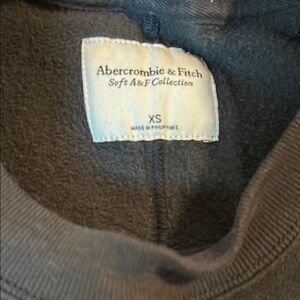 Abercrombie & Fitch
Soft A&F Collection
XS
MADE IN PHILIPPINES